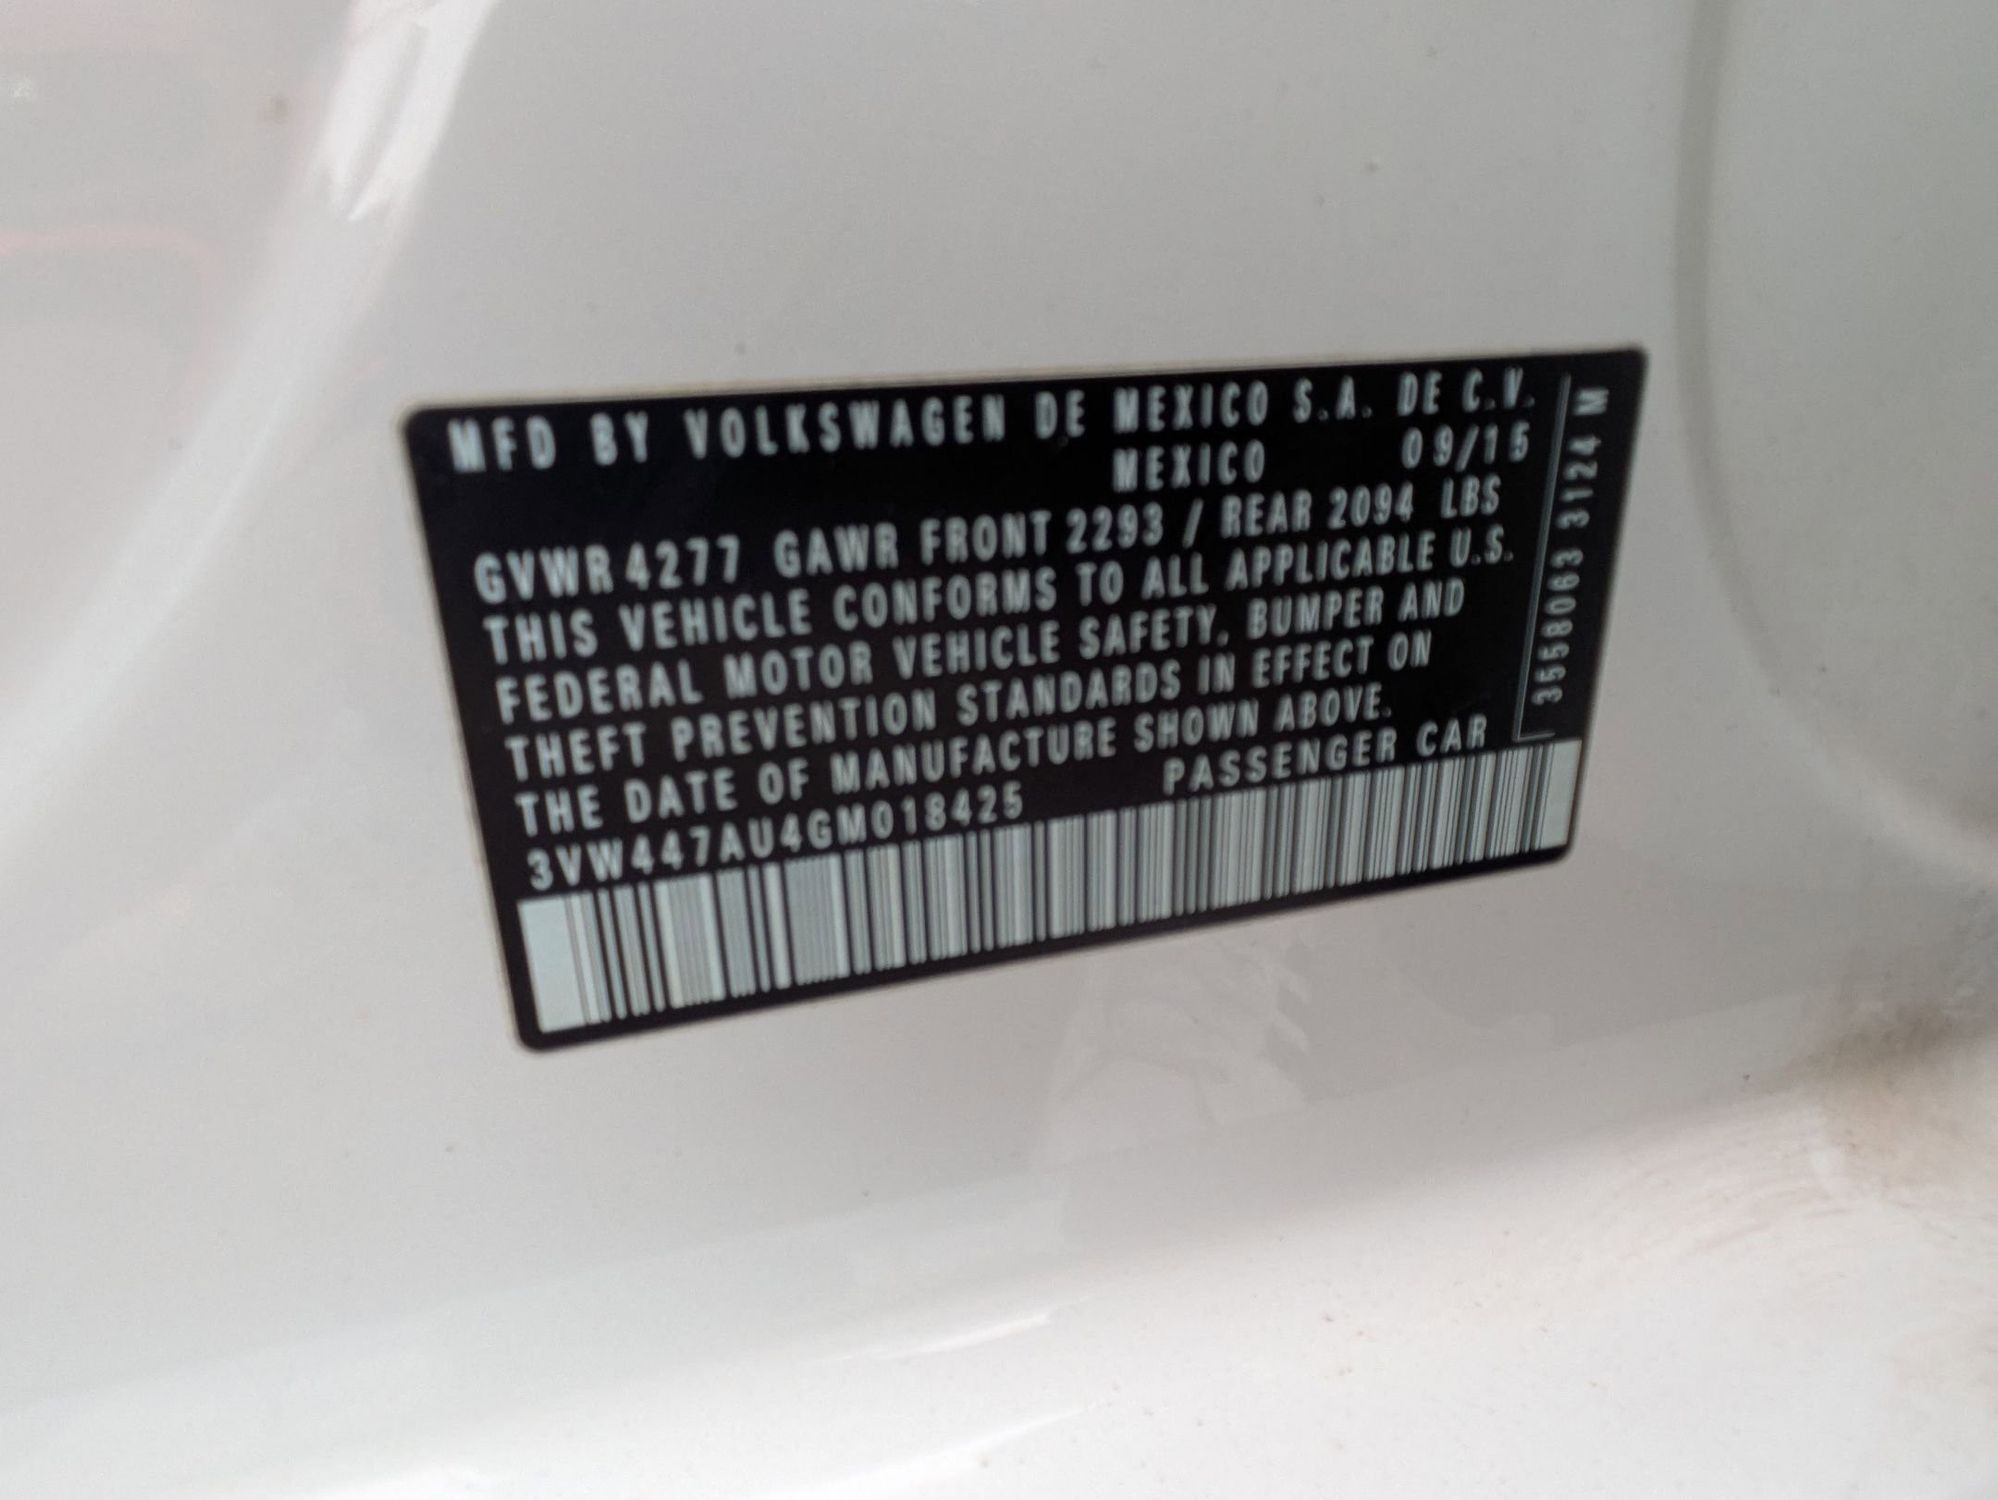 MFD BY VOLKSWAGEN DE MEXICO S.A. DE C.V.
MEXICO 09/15
GVWR 4277 GAWR FRONT 2293 / REAR 2094 LBS
THIS VEHICLE CONFORMS TO ALL APPLICABLE U.S.
FEDERAL MOTOR VEHICLE SAFETY, BUMPER AND
THEFT PREVENTION STANDARDS IN EFFECT ON
THE DATE OF MANUFACTURE SHOWN ABOVE.
3VW447AU4GM018425 PASSENGER CAR
3558063 3124 M